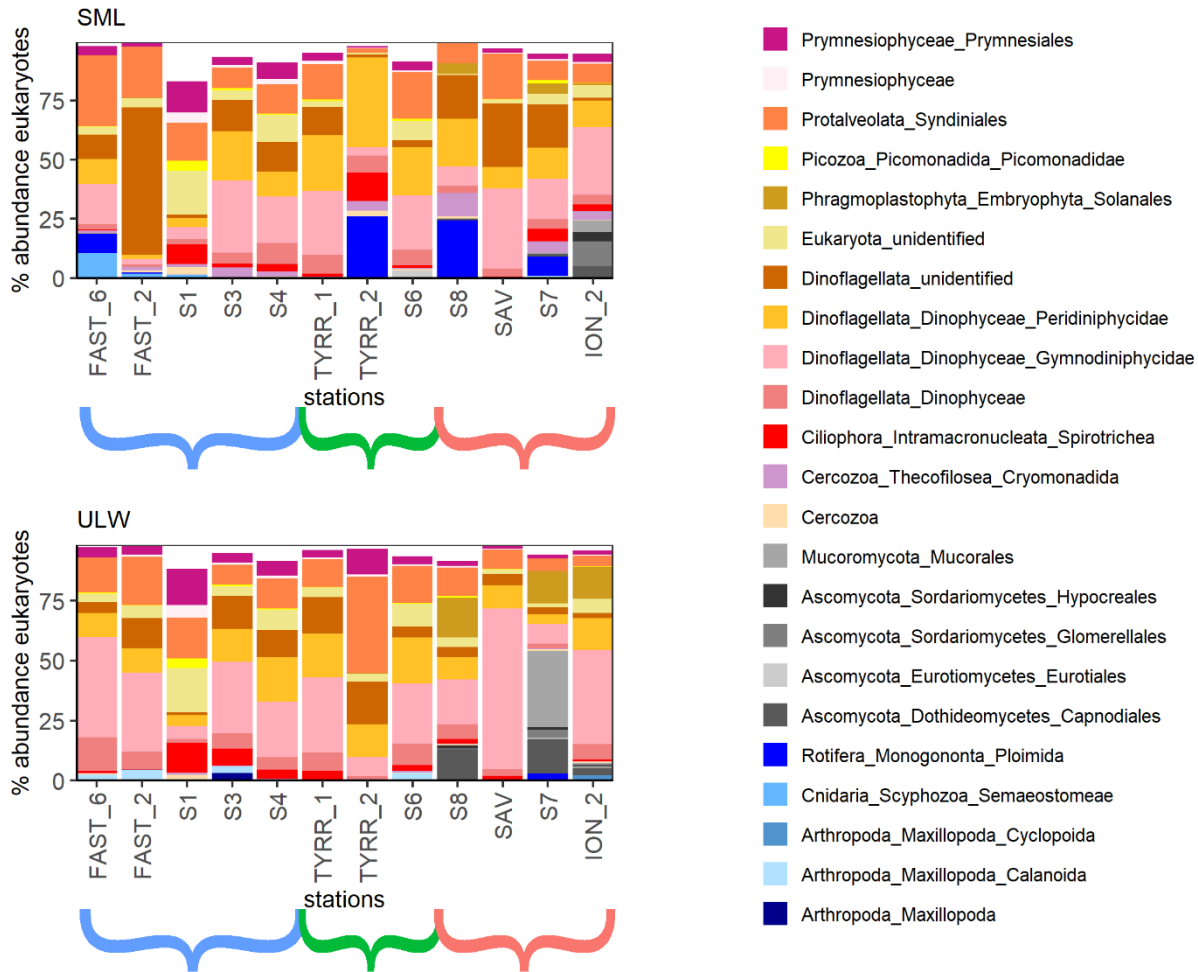 SML
% abundance eukaryotes
75
50
25
0
FAST_6
FAST_2
S1
S3
S4
TYRR_1
TYRR_2
S6
S8
SAV
S7
ION_2
stations
ULW
% abundance eukaryotes
75
50
25
0
FAST_6
FAST_2
S1
S3
S4
TYRR_1
TYRR_2
S6
S8
SAV
S7
ION_2
stations
Prymnesiophyceae_Prymnesiales
Prymnesiophyceae
Protalveolata_Syndiniales
Picozoa_Picomonadida_Picomonadidae
Phragmoplastophyta_Embryophyta_Solanales
Eukaryota_unidentified
Dinoflagellata_unidentified
Dinoflagellata_Dinophyceae_Peridiniphycidae
Dinoflagellata_Dinophyceae_Gymnodiniphycidae
Dinoflagellata_Dinophyceae
Ciliophora_Intramacronucleata_Spirotrichea
Cercozoa_Thecofilosea_Cryomonadida
Cercozoa
Mucoromycota_Mucorales
Ascomycota_Sordariomycetes_Hypocreales
Ascomycota_Sordariomycetes_Glomerellales
Ascomycota_Eurotiomycetes_Eurotiales
Ascomycota_Dothideomycetes_Capnodiales
Rotifera_Monogononta_Ploimida
Cnidaria_Scyphozoa_Semaeostomeae
Arthropoda_Maxillopoda_Cyclopoida
Arthropoda_Maxillopoda_Calanoida
Arthropoda_Maxillopoda